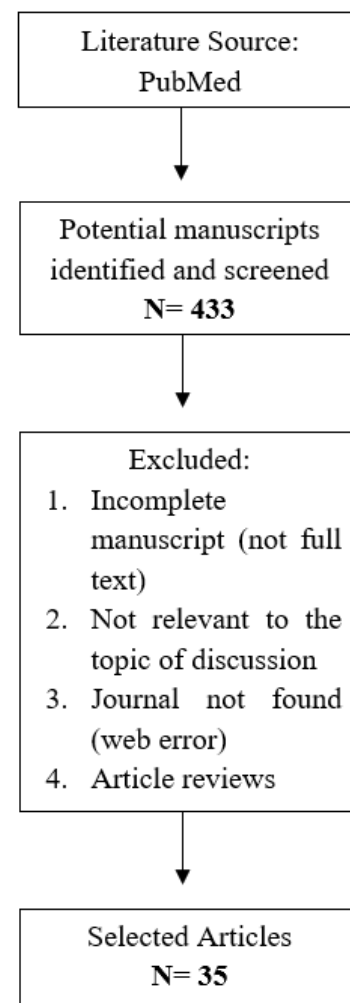 Literature Source:
PubMed
Potential manuscripts
identified and screened
N= 433
Excluded:
1. Incomplete
manuscript (not full
text)
2. Not relevant to the
topic of discussion
3. Journal not found
(web error)
4. Article reviews
Selected Articles
N= 35